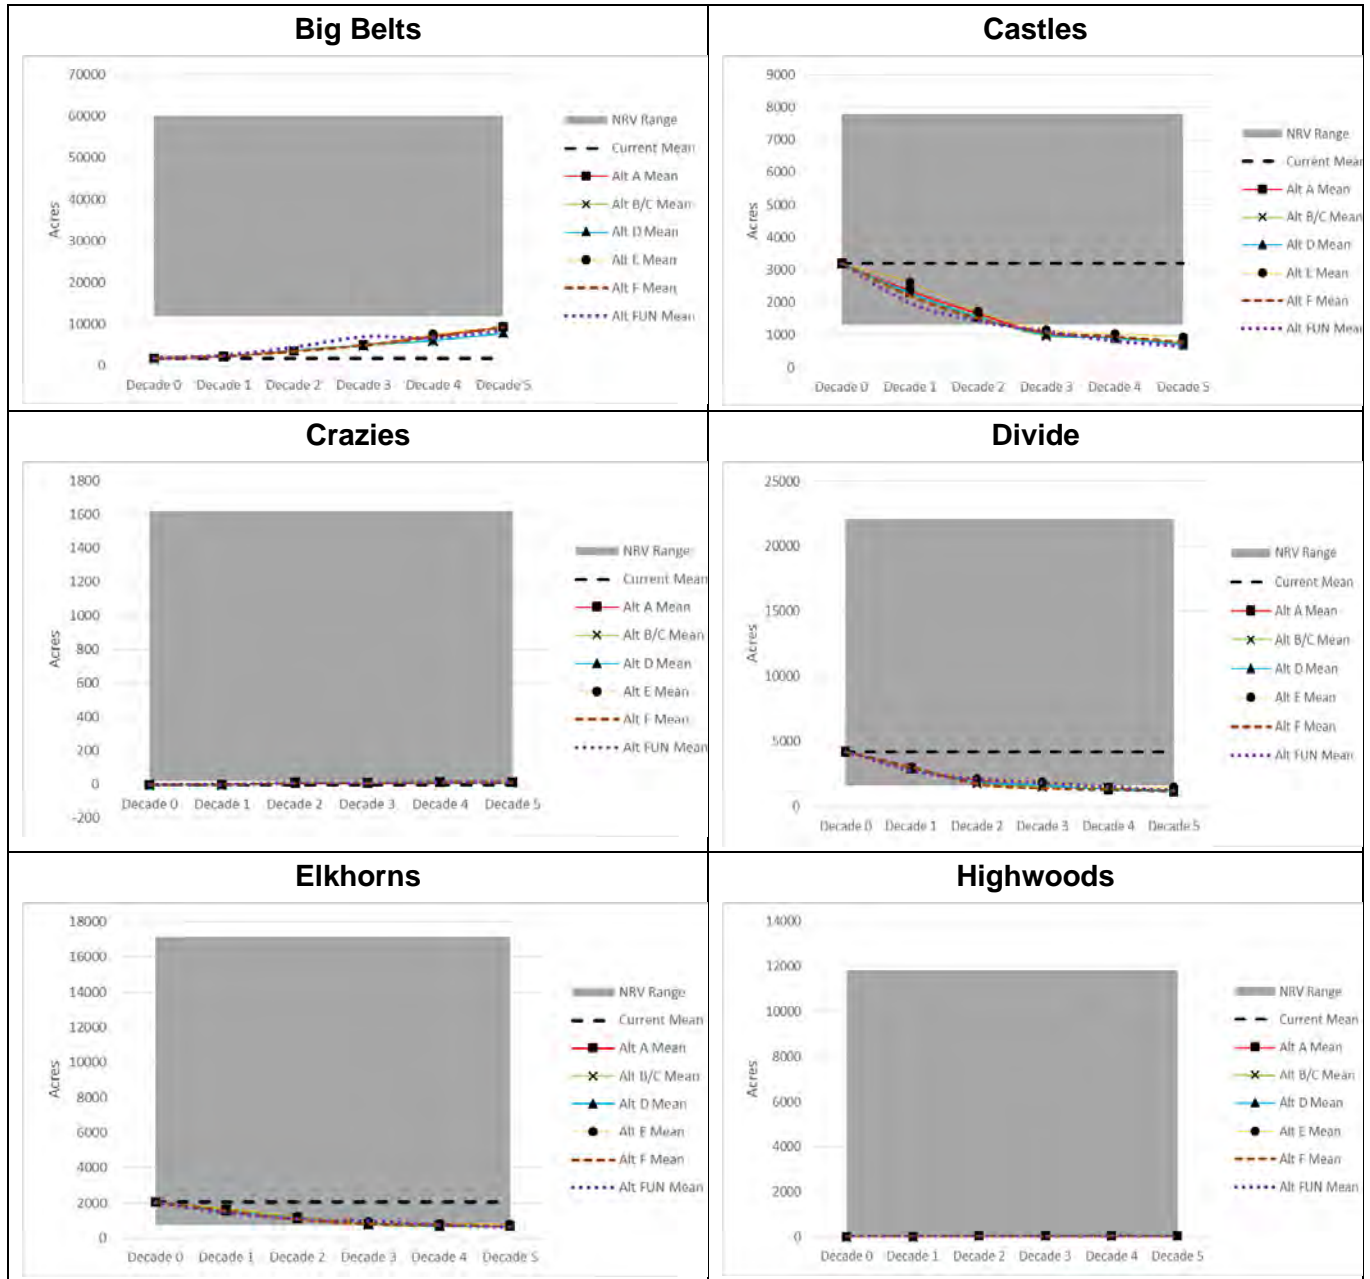 Big Belts
70000
60000
50000
40000
30000
20000
10000
0
Acres
Decade 0 Decade 1 Decade 2 Decade 3 Decade 4 Decade 5
NRV Range
Current Mean
Alt A Mean
Alt B/C Mean
Alt D Mean
Alt E Mean
Alt F Mean
Alt FUN Mean
Castles
9000
8000
7000
6000
5000
4000
3000
2000
1000
0
Acres
Decade 0 Decade 1 Decade 2 Decade 3 Decade 4 Decade 5
NRV Range
Current Mean
Alt A Mean
Alt B/C Mean
Alt D Mean
Alt E Mean
Alt F Mean
Alt FUN Mean
Crazies
1800
1600
1400
1200
1000
800
600
400
200
0
-200
Acres
Decade 0 Decade 1 Decade 2 Decade 3 Decade 4 Decade 5
NRV Range
Current Mean
Alt A Mean
Alt B/C Mean
Alt D Mean
Alt E Mean
Alt F Mean
Alt FUN Mean
Divide
25000
20000
15000
10000
5000
0
Acres
Decade 0 Decade 1 Decade 2 Decade 3 Decade 4 Decade 5
NRV Range
Current Mean
Alt A Mean
Alt B/C Mean
Alt D Mean
Alt E Mean
Alt F Mean
Alt FUN Mean
Elkhorns
18000
16000
14000
12000
10000
8000
6000
4000
2000
0
Acres
Decade 0 Decade 1 Decade 2 Decade 3 Decade 4 Decade 5
NRV Range
Current Mean
Alt A Mean
Alt B/C Mean
Alt D Mean
Alt E Mean
Alt F Mean
Alt FUN Mean
Highwoods
14000
12000
10000
8000
6000
4000
2000
0
Acres
Decade 0 Decade 1 Decade 2 Decade 3 Decade 4 Decade 5
NRV Range
Current Mean
Alt A Mean
Alt B/C Mean
Alt D Mean
Alt E Mean
Alt F Mean
Alt FUN Mean